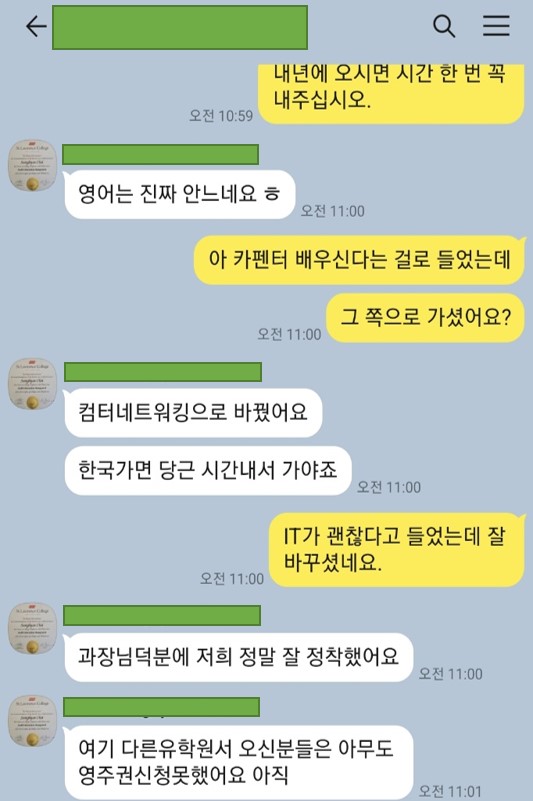 내년에 오시면 시간 한 번 꼭
내주십시오.
오전 10:59
영어는 진짜 안느네요 ㅎ
오전 11:00
아 카펜터 배우신다는 걸로 들었는데
그 쪽으로 가셨어요?
오전 11:00
컴터네트워킹으로 바꿨어요
한국가면 당근 시간내서 가야죠
오전 11:00
IT가 괜찮다고 들었는데 잘
바꾸셨네요.
오전 11:00
과장님덕분에 저희 정말 잘 정착했어요
오전 11:00
여기 다른유학원서 오신분들은 아무도
영주권신청못했어요 아직
오전 11:01